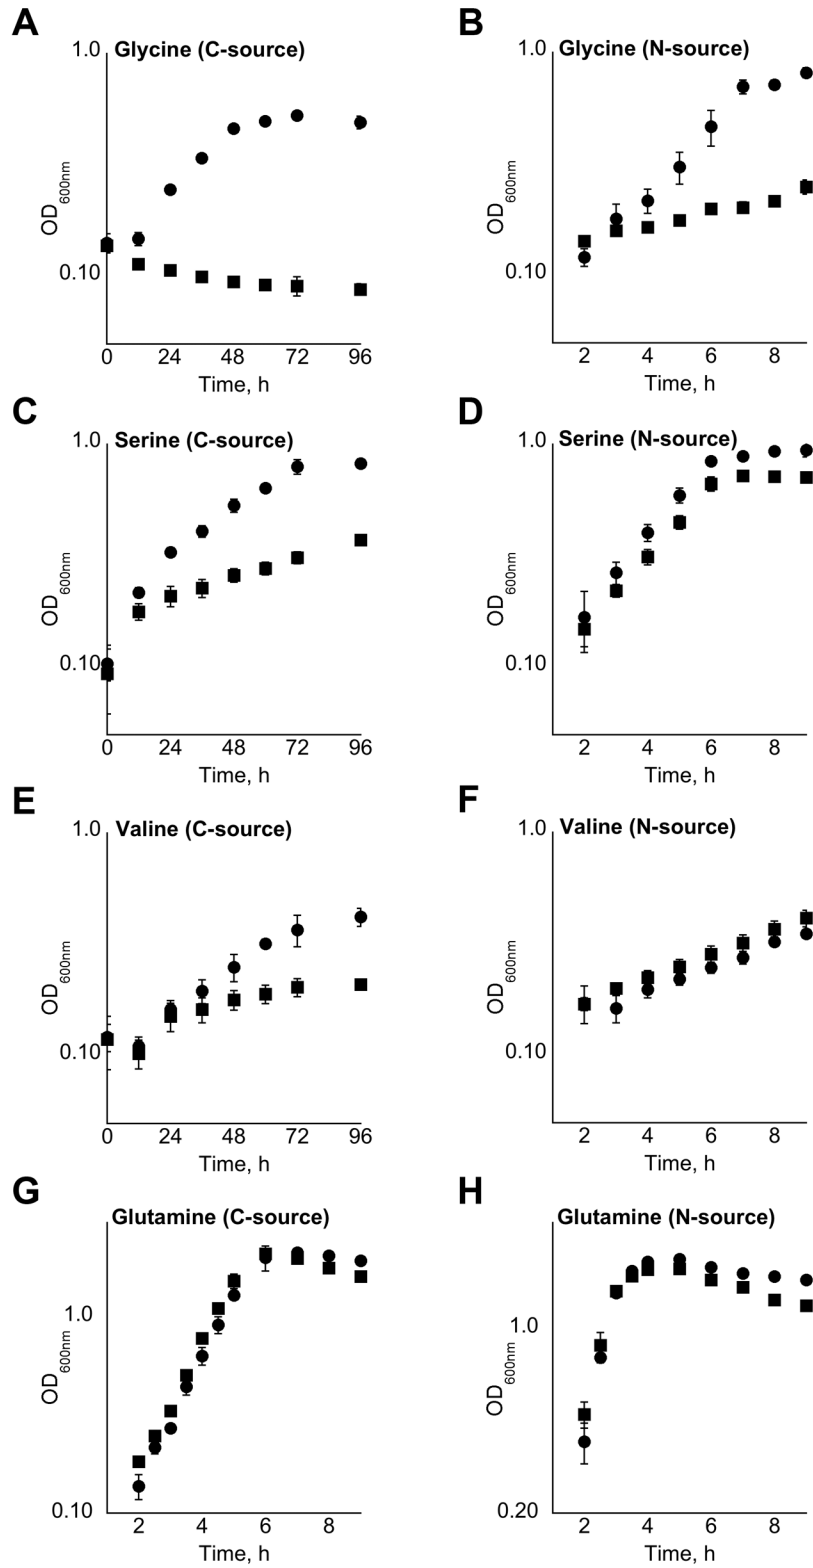 A
B
1.0 Glycine (C-source)
1.0 Glycine (N-source)
OD600nm
OD600nm
0.10
0.10
0 24 48 72 96
2 4 6 8
Time, h
Time, h
C
D
1.0 Serine (C-source)
1.0 Serine (N-source)
OD600nm
OD600nm
0.10
0.10
0 24 48 72 96
2 4 6 8
Time, h
Time, h
E
F
1.0 Valine (C-source)
1.0 Valine (N-source)
OD600nm
OD600nm
0.10
0.10
0 24 48 72 96
2 4 6 8
Time, h
Time, h
G
H
Glutamine (C-source)
Glutamine (N-source)
1.0
1.0
OD600nm
OD600nm
0.10
0.20
2 4 6 8
2 4 6 8
Time, h
Time, h